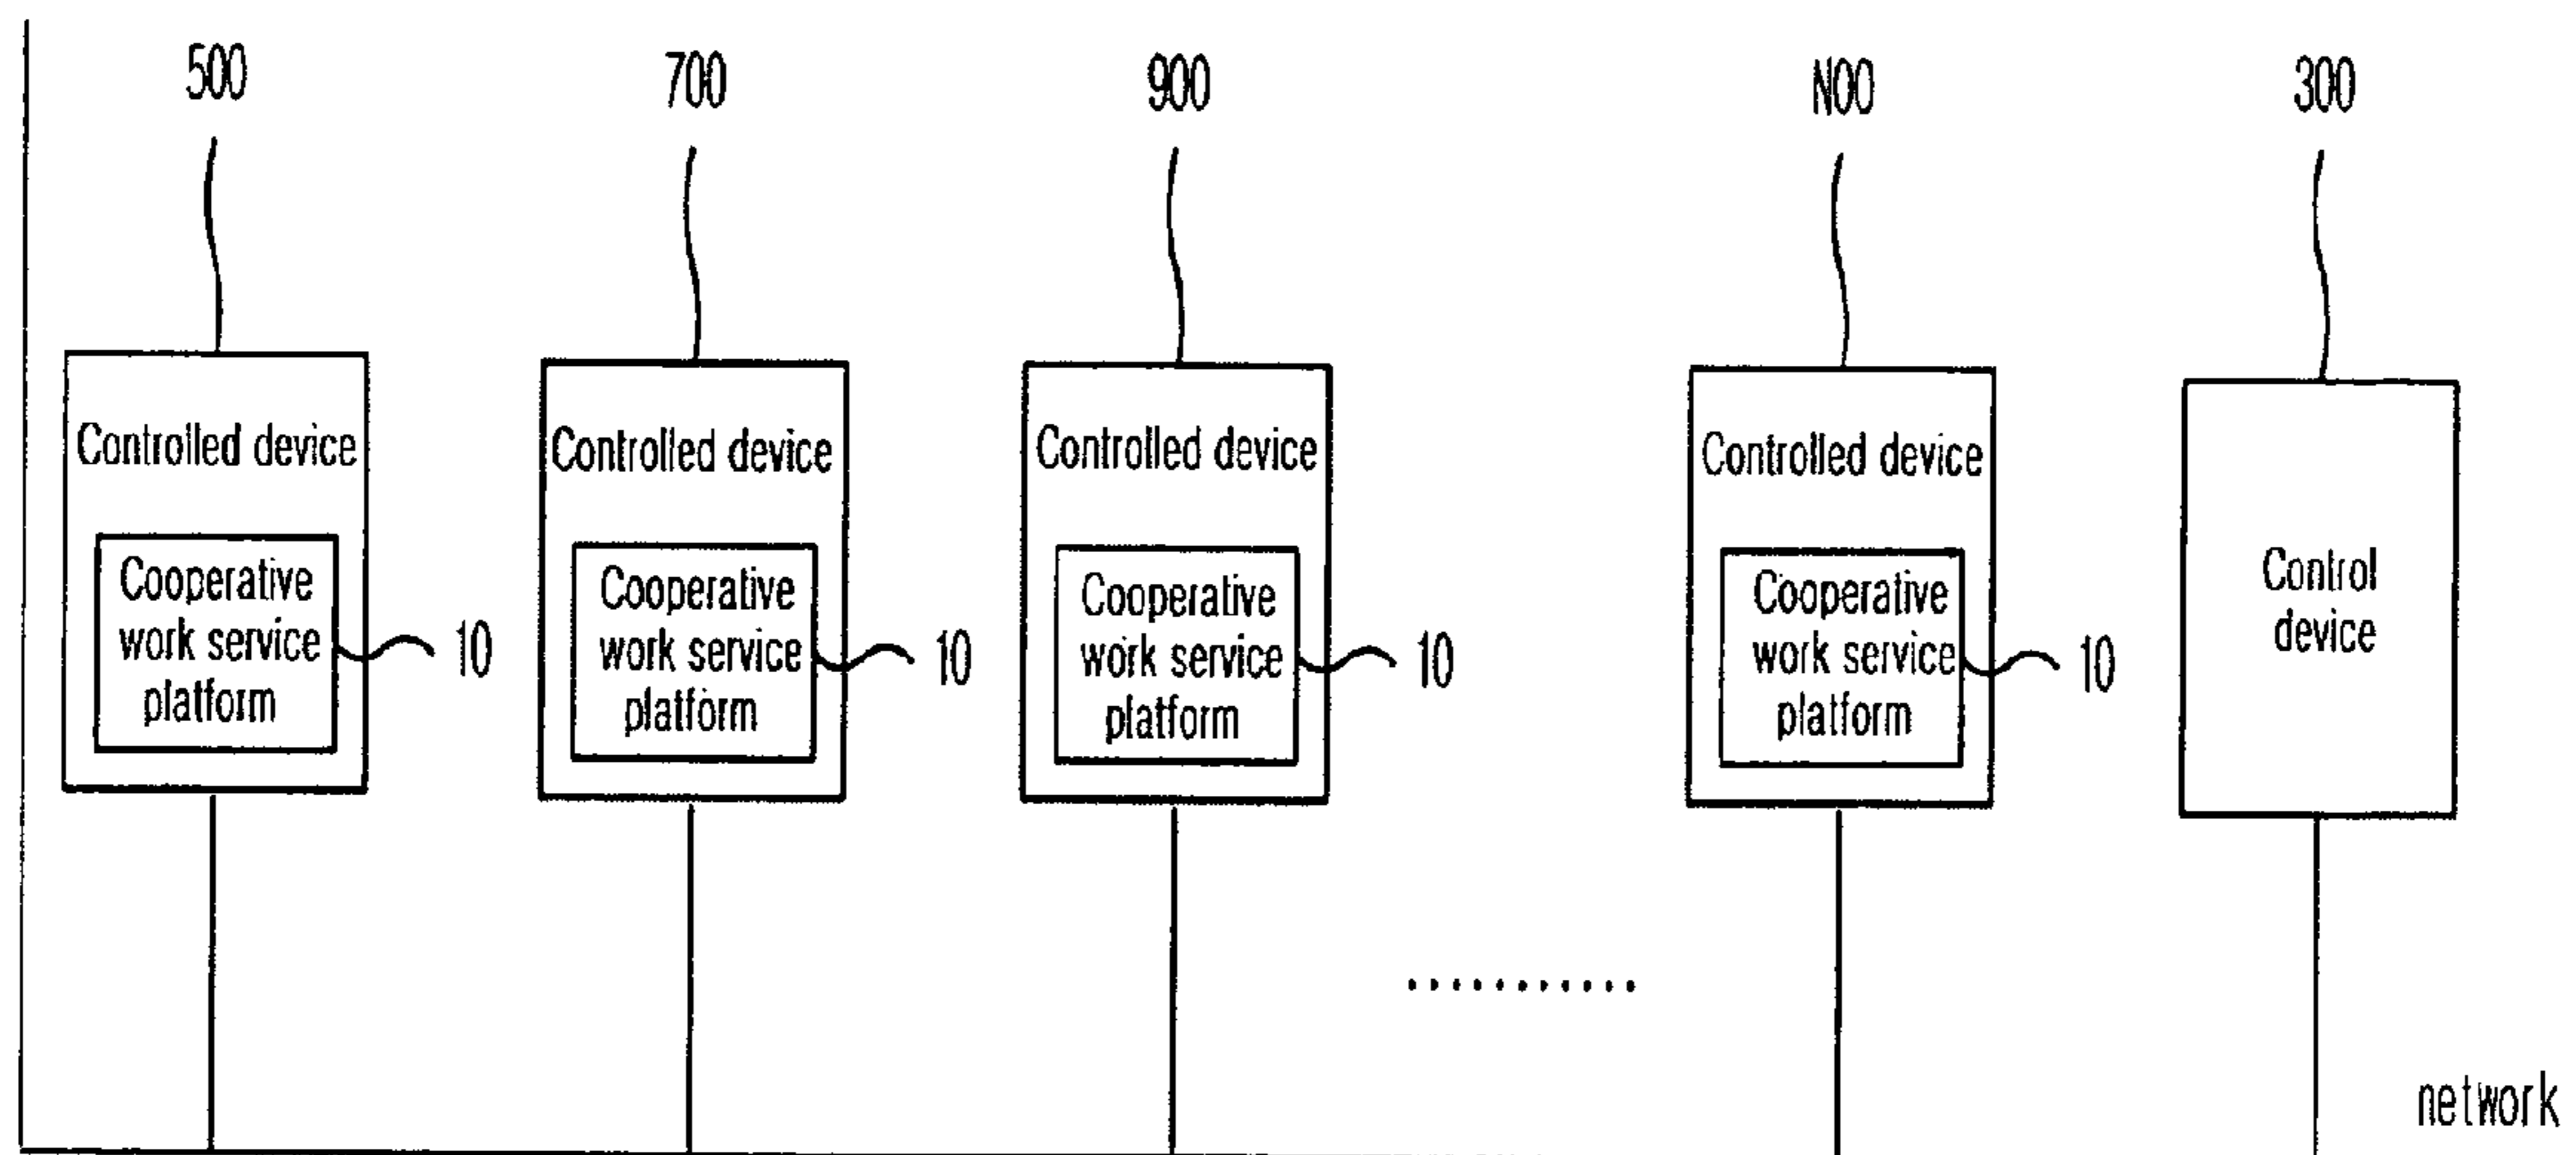 500
700
900
N00
300
Controlled device
Cooperative
work service
platform
10
Controlled device
Cooperative
work service
platform
10
Controlled device
Cooperative
work service
platform
10
Controlled device
Cooperative
work service
platform
10
Control
device
network